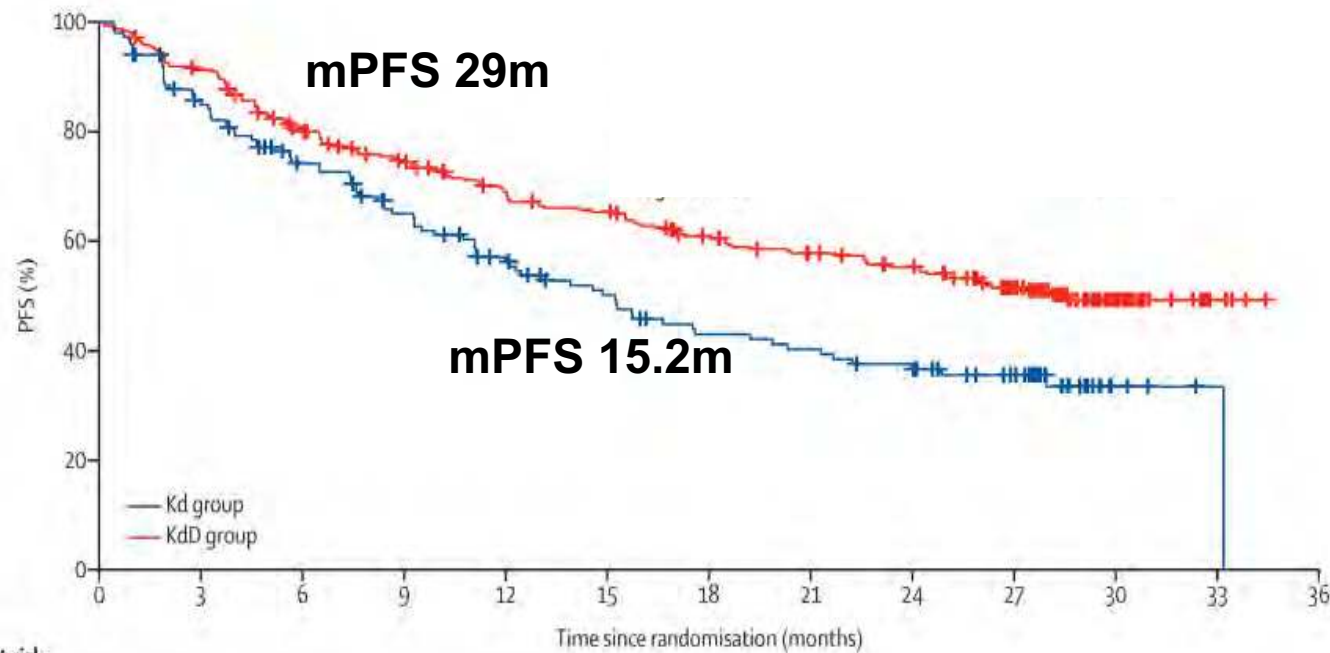 100
mPFS 29m
80
60
PFS (%)
mPFS 15.2m
40
20
Kd group
KdD group
0
0 3 6 9 12 15 18 21 24 27 30 33 36
Time since randomisation (months)